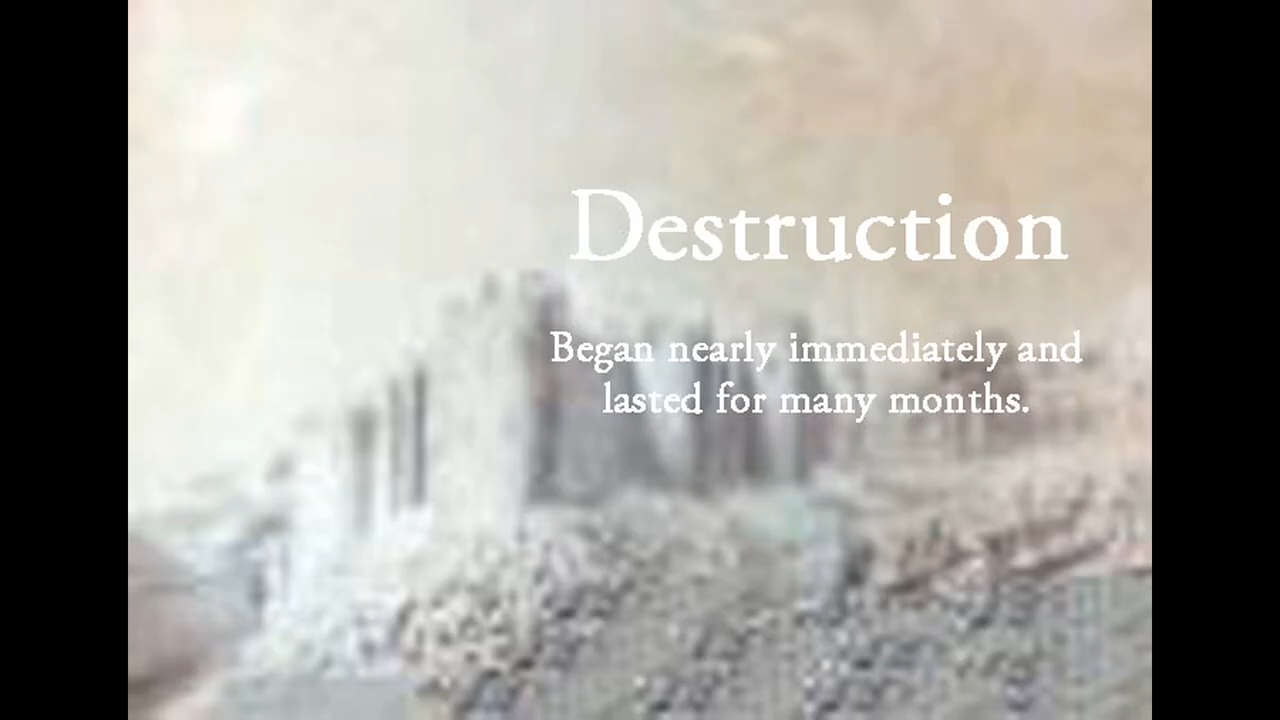 Destruction
Began nearly immediately and
lasted for many months.